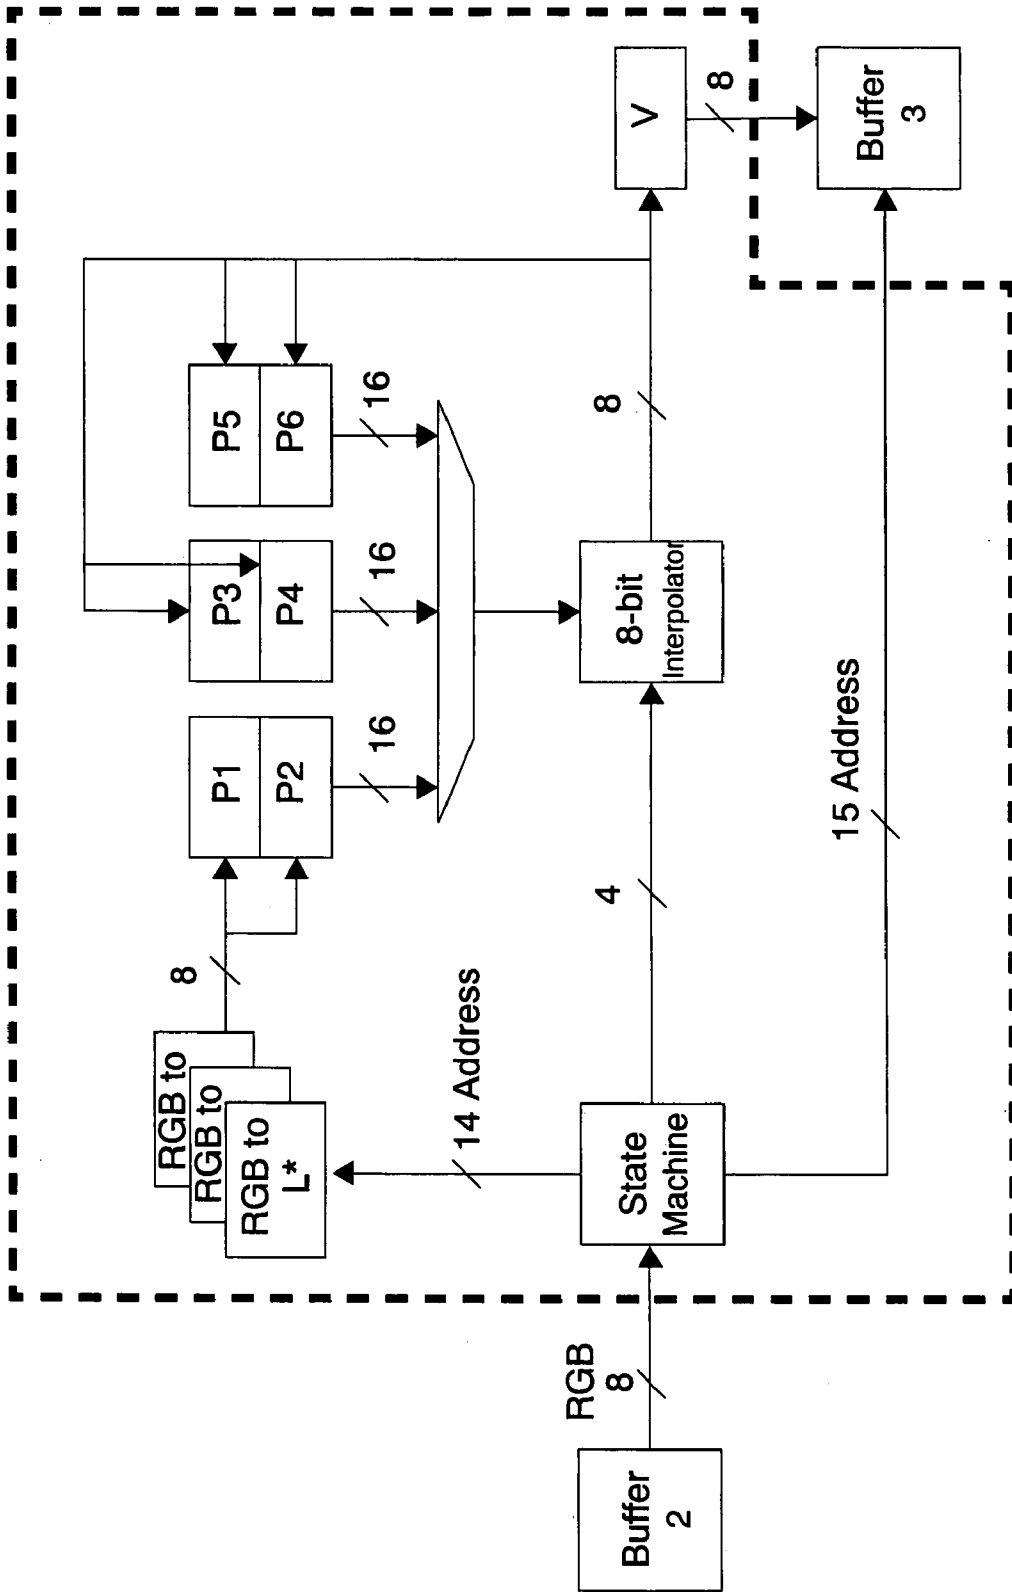 RGB to
RGB to
RGB to
L*
8
P1
P2
P3
P4
P5
P6
16
16
16
14 Address
Buffer
2
RGB
8
State
Machine
4
8-bit
Interpolator
8
V
8
15 Address
Buffer
3